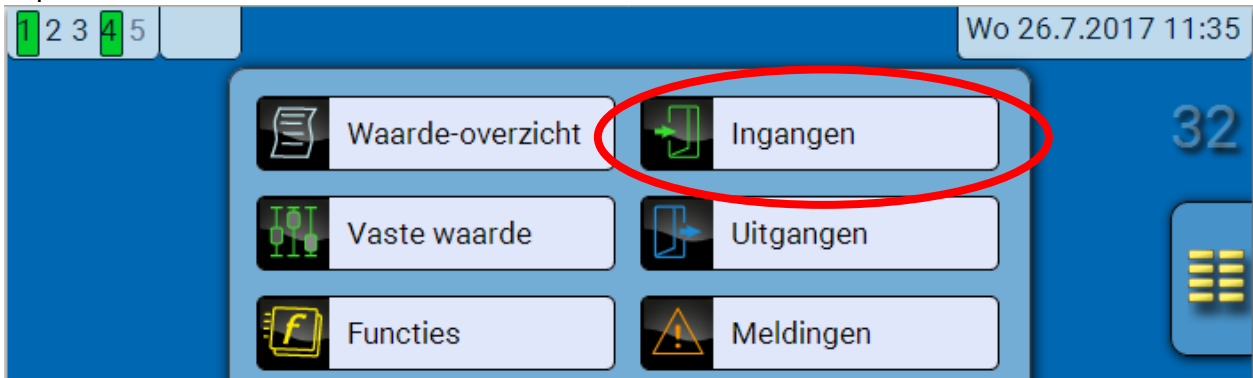 1 2 3 4 5
Wo 26.7.2017 11:35
Waarde-overzicht
Ingangen
32
Vaste waarde
Uitgangen
Functies
Meldingen